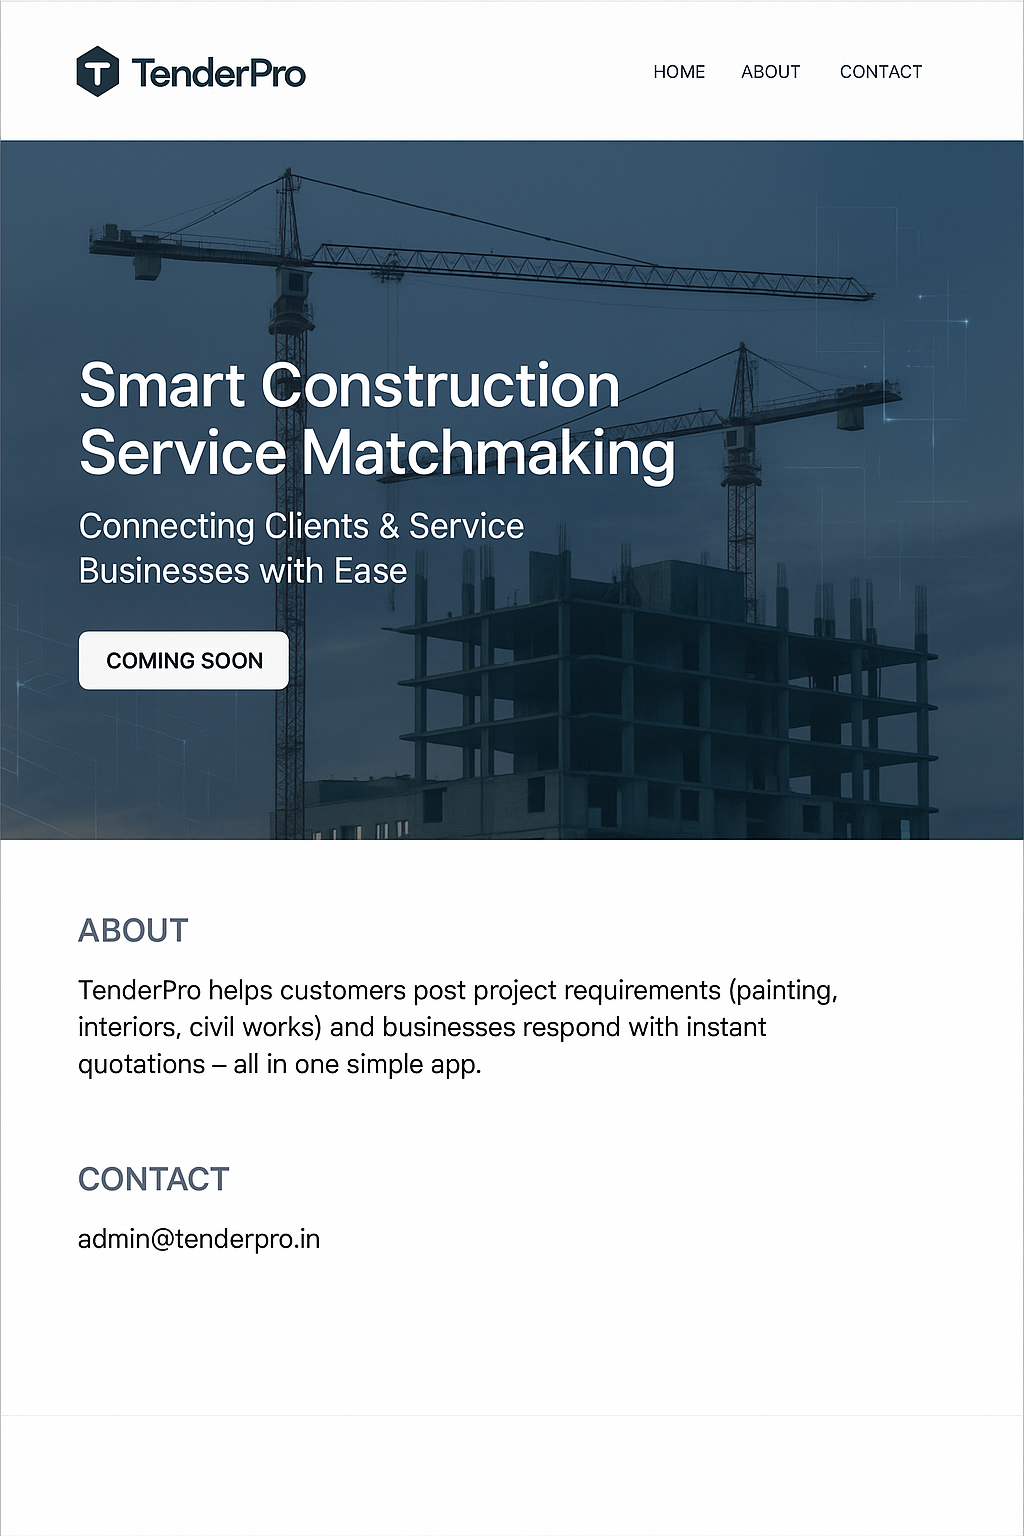 TenderPro
HOME ABOUT CONTACT
Smart Construction
Service Matchmaking
Connecting Clients & Service
Businesses with Ease
COMING SOON
ABOUT
TenderPro helps customers post project requirements (painting,
interiors, civil works) and businesses respond with instant
quotations – all in one simple app.
CONTACT
admin@tenderpro.in